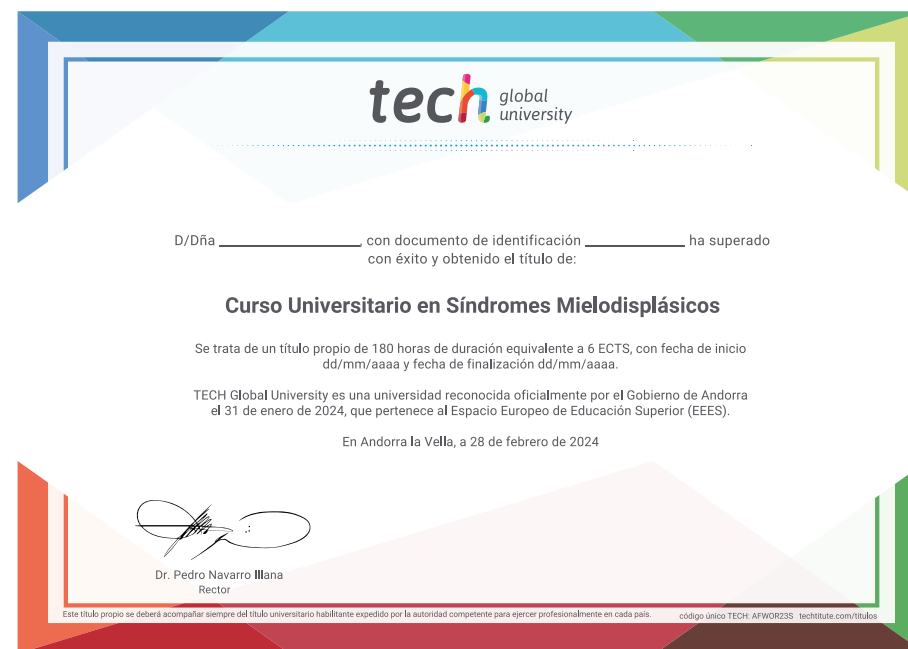 tech global university
D/Dña ____________________, con documento de identificación ______________ ha superado
con éxito y obtenido el título de:
Curso Universitario en Síndromes Mielodisplásicos
Se trata de un título propio de 180 horas de duración equivalente a 6 ECTS, con fecha de inicio
dd/mm/aaaa y fecha de finalización dd/mm/aaaa.
TECH Global University es una universidad reconocida oficialmente por el Gobierno de Andorra
el 31 de enero de 2024, que pertenece al Espacio Europeo de Educación Superior (EEES).
En Andorra la Vella, a 28 de febrero de 2024
Dr. Pedro Navarro Illana
Rector
Este título propio se deberá acompañar siempre del título universitario habilitante expedido por la autoridad competente para ejercer profesionalmente en cada país.
código único TECH: AFWOR23S techtitute.com/titulos